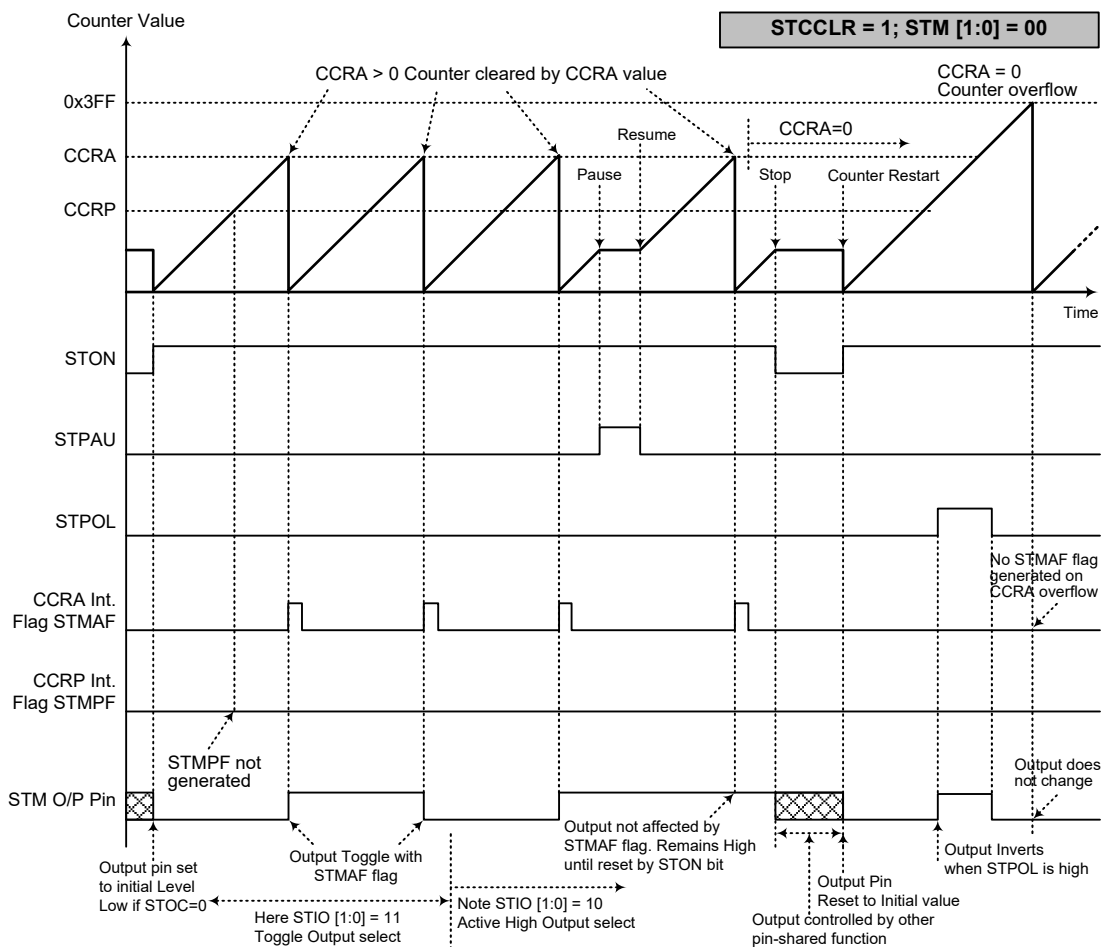 Counter Value
STCCLR = 1; STM [1:0] = 00
CCRA > 0 Counter cleared by CCRA value
CCRA = 0
Counter overflow
0x3FF
CCRA=0
Resume
CCRA
Pause
Stop
Counter Restart
CCRP
Time
STON
STPAU
STPOL
No STMAF flag
generated on
CCRA overflow
CCRA Int.
Flag STMAF
CCRP Int.
Flag STMPF
STMPF not
generated
Output does
not change
STM O/P Pin
Output pin set
to initial Level
Low if STOC=0
Output Toggle with
STMAF flag
Output not affected by
STMAF flag. Remains High
until reset by STON bit
Output Inverts
when STPOL is high
Output Pin
Reset to Initial value
Here STIO [1:0] = 11
Toggle Output select
Note STIO [1:0] = 10
Active High Output select
Output controlled by other
pin-shared function